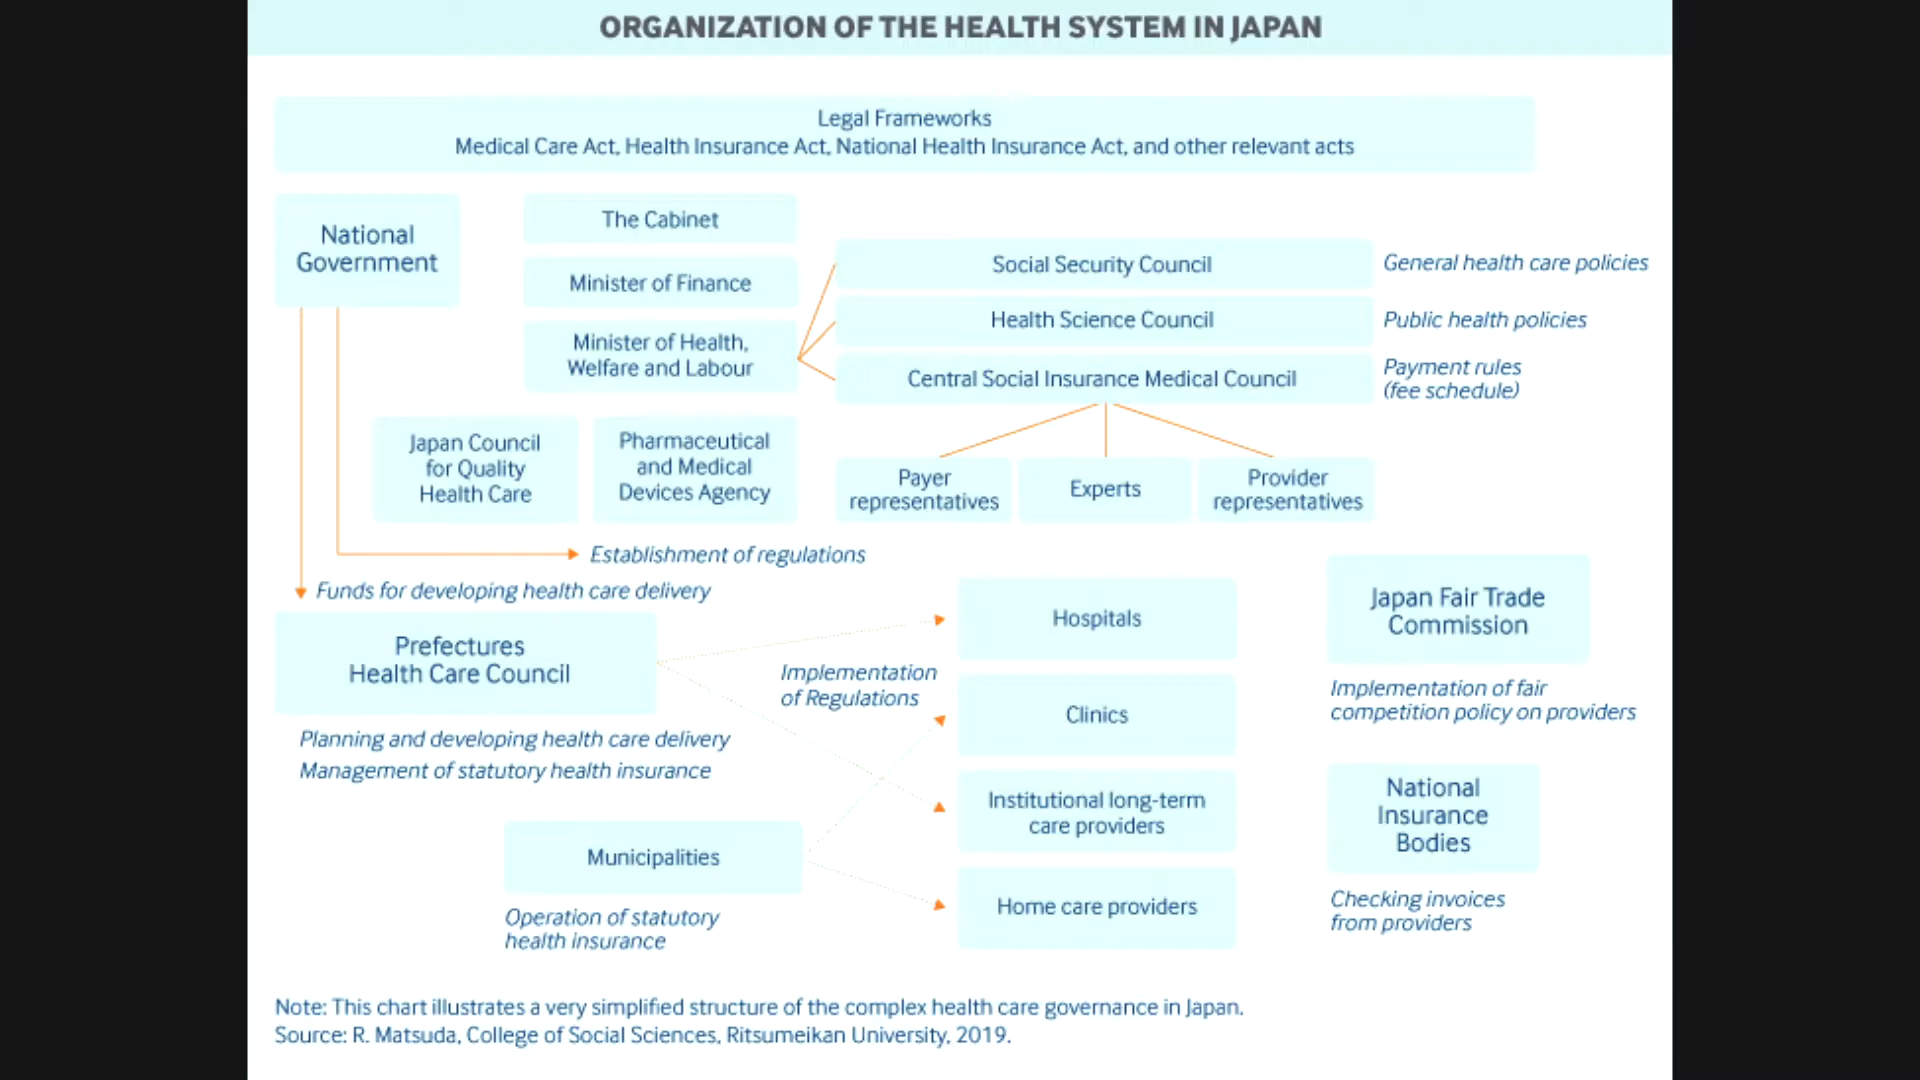 ORGANIZATION OF THE HEALTH SYSTEM IN JAPAN
Legal Frameworks
Medical Care Act, Health Insurance Act, National Health Insurance Act, and other relevant acts
National
Government
The Cabinet
Minister of Finance
Minister of Health,
Welfare and Labour
Social Security Council
General health care policies
Health Science Council
Public health policies
Central Social Insurance Medical Council
Payment rules
(fee schedule)
Japan Council
for Quality
Health Care
Pharmaceutical
and Medical
Devices Agency
Payer
representatives
Experts
Provider
representatives
Establishment of regulations
Funds for developing health care delivery
Prefectures
Health Care Council
Planning and developing health care delivery
Management of statutory health insurance
Implementation
of Regulations
Municipalities
Operation of statutory
health insurance
Hospitals
Clinics
Institutional long-term
care providers
Home care providers
Japan Fair Trade
Commission
Implementation of fair
competition policy on providers
National
Insurance
Bodies
Checking invoices
from providers
Note: This chart illustrates a very simplified structure of the complex health care governance in Japan.
Source: R. Matsuda, College of Social Sciences, Ritsumeikan University, 2019.